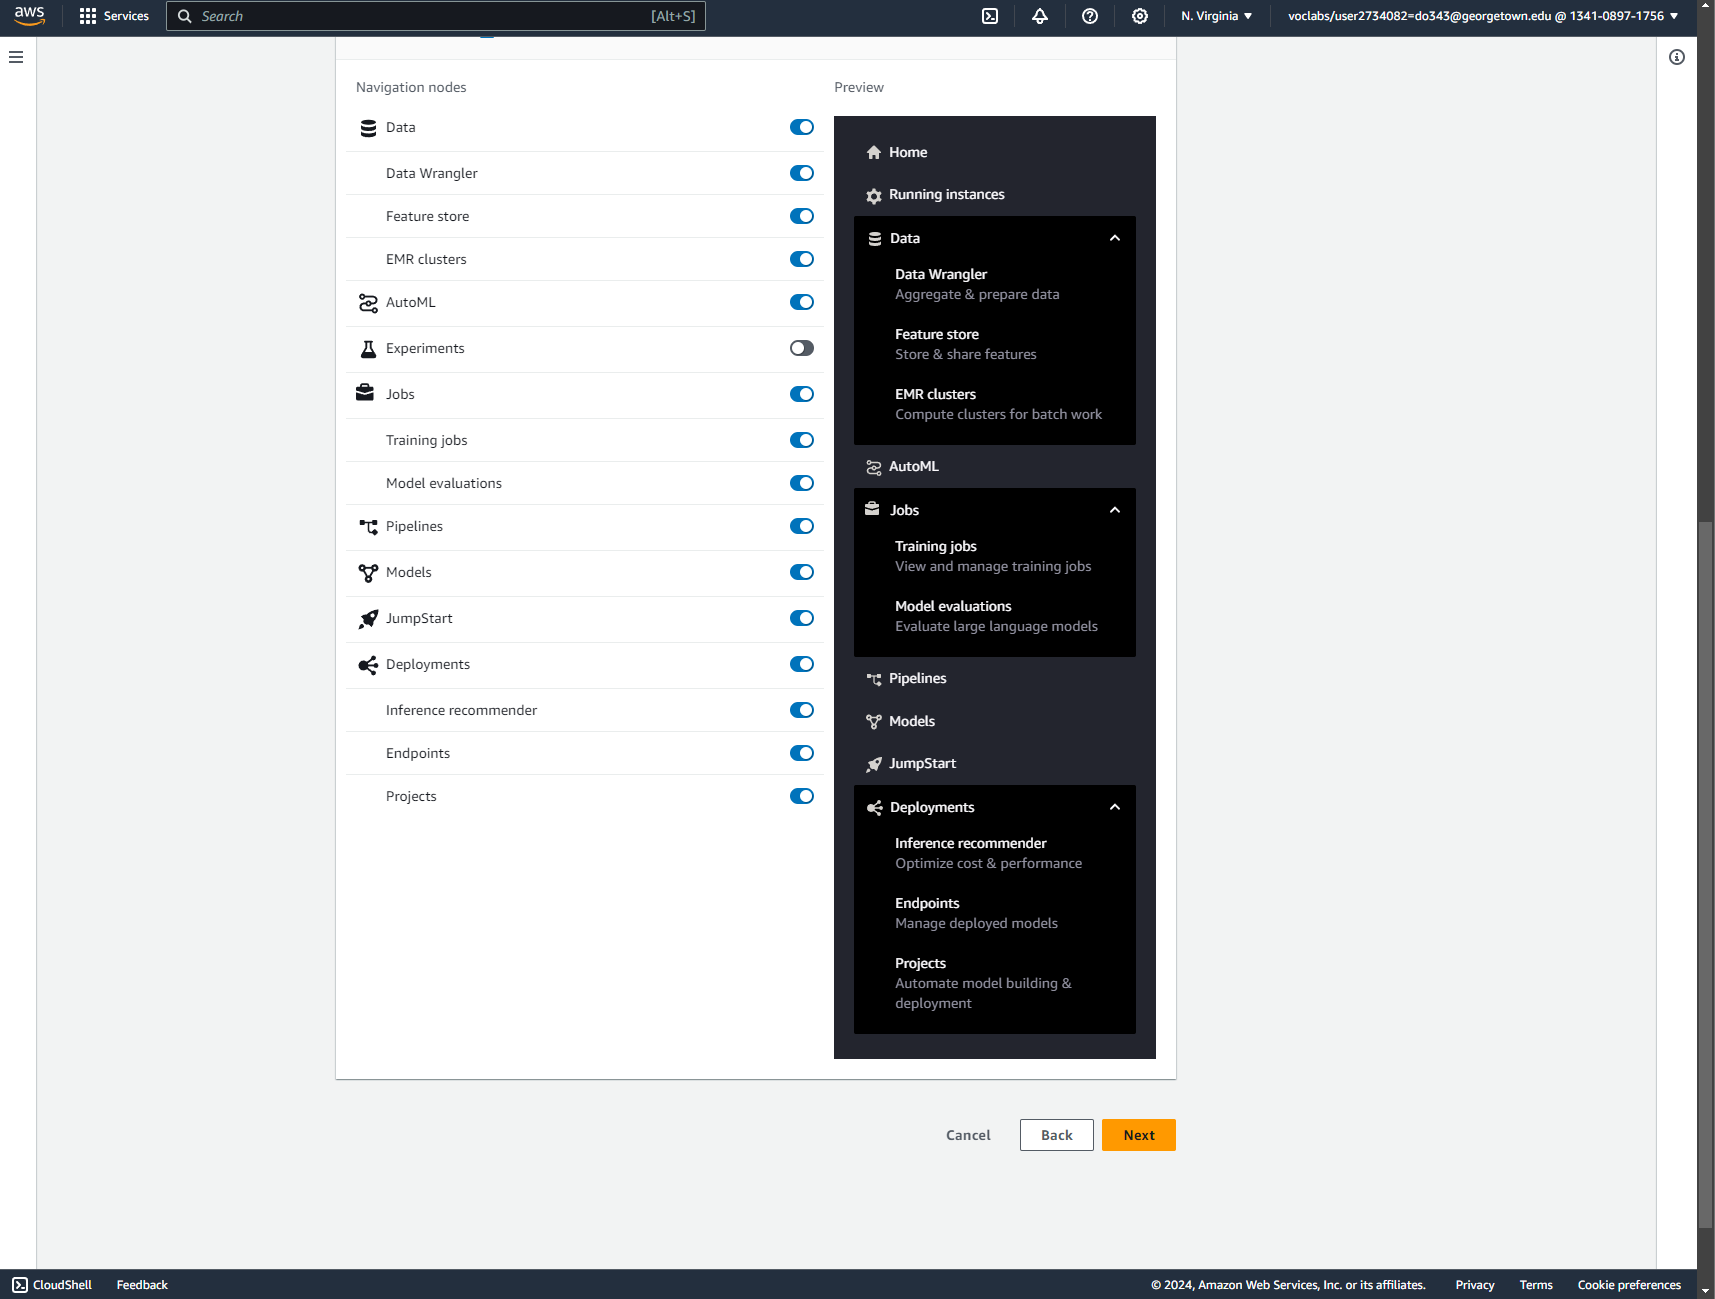 aws
Services
Search
[Alt+S]
N. Virginia
voclabs/user2734082=do343@georgetown.edu @ 1341-0897-1756
Navigation nodes
Data
Data Wrangler
Feature store
EMR clusters
AutoML
Experiments
Jobs
Training jobs
Model evaluations
Pipelines
Models
JumpStart
Deployments
Inference recommender
Endpoints
Projects
Preview
Home
Running instances
Data
Data Wrangler
Aggregate & prepare data
Feature store
Store & share features
EMR clusters
Compute clusters for batch work
AutoML
Jobs
Training jobs
View and manage training jobs
Model evaluations
Evaluate large language models
Pipelines
Models
JumpStart
Deployments
Inference recommender
Optimize cost & performance
Endpoints
Manage deployed models
Projects
Automate model building &
deployment
Cancel
Back
Next
CloudShell
Feedback
© 2024, Amazon Web Services, Inc. or its affiliates.
Privacy
Terms
Cookie preferences